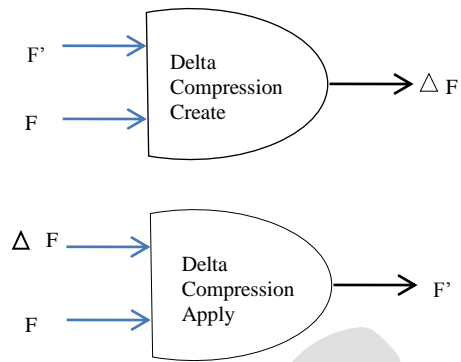 F’
Delta
Compression
Create
△ F
F
Δ F
Delta
Compression
Apply
F’
F